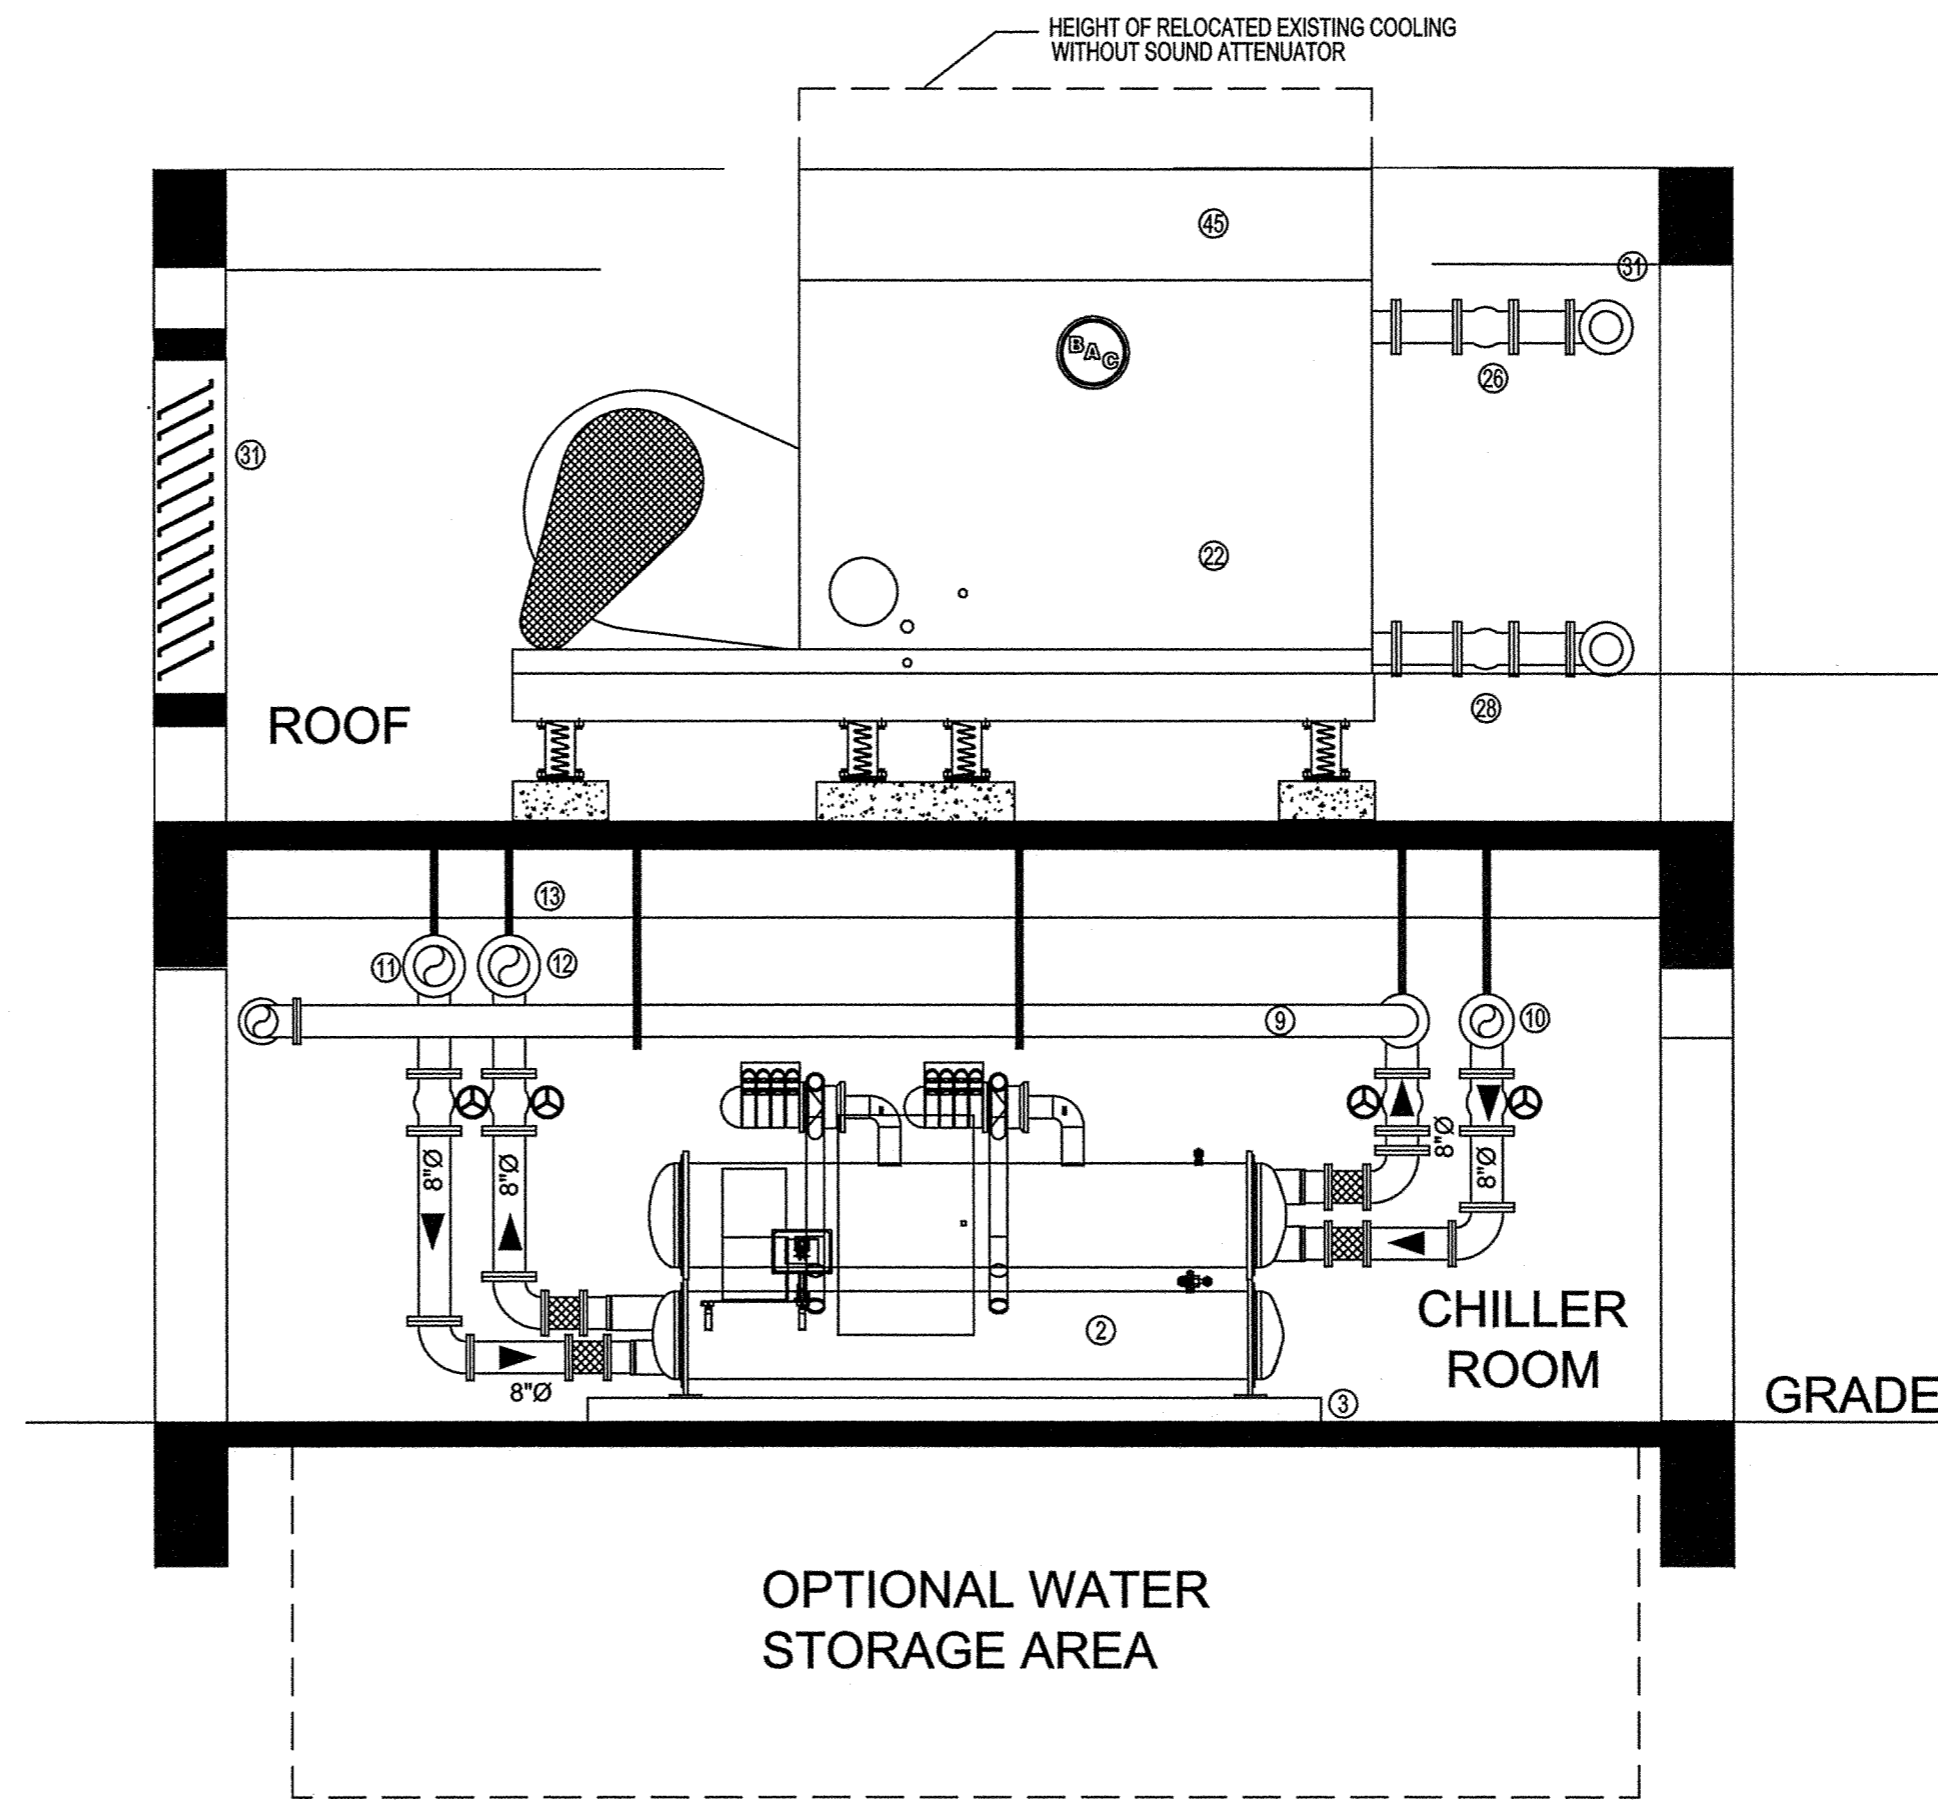 HEIGHT OF RELOCATED EXISTING COOLING
WITHOUT SOUND ATTENUATOR
45
31
BAC
26
31
22
28
ROOF
13
11
12
9
10
8"Ø
8"Ø
8"Ø
8"Ø
CHILLER
ROOM
2
8"Ø
3
GRADE
OPTIONAL WATER
STORAGE AREA